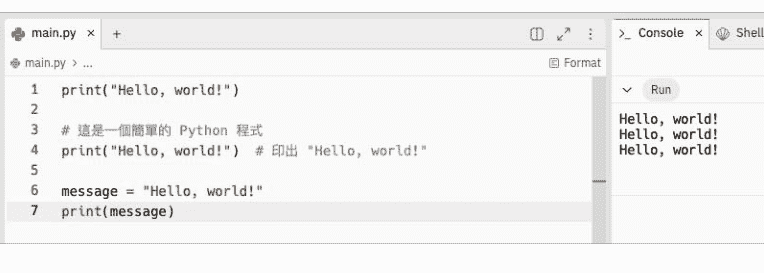 main.py × +
main.py > ...
Format
1 print("Hello, world!")
2
3 # 這是一個簡單的 Python 程式
4 print("Hello, world!")  # 印出 "Hello, world!"
5
6 message = "Hello, world!"
7 print(message)
>_ Console × Shell
Run
Hello, world!
Hello, world!
Hello, world!